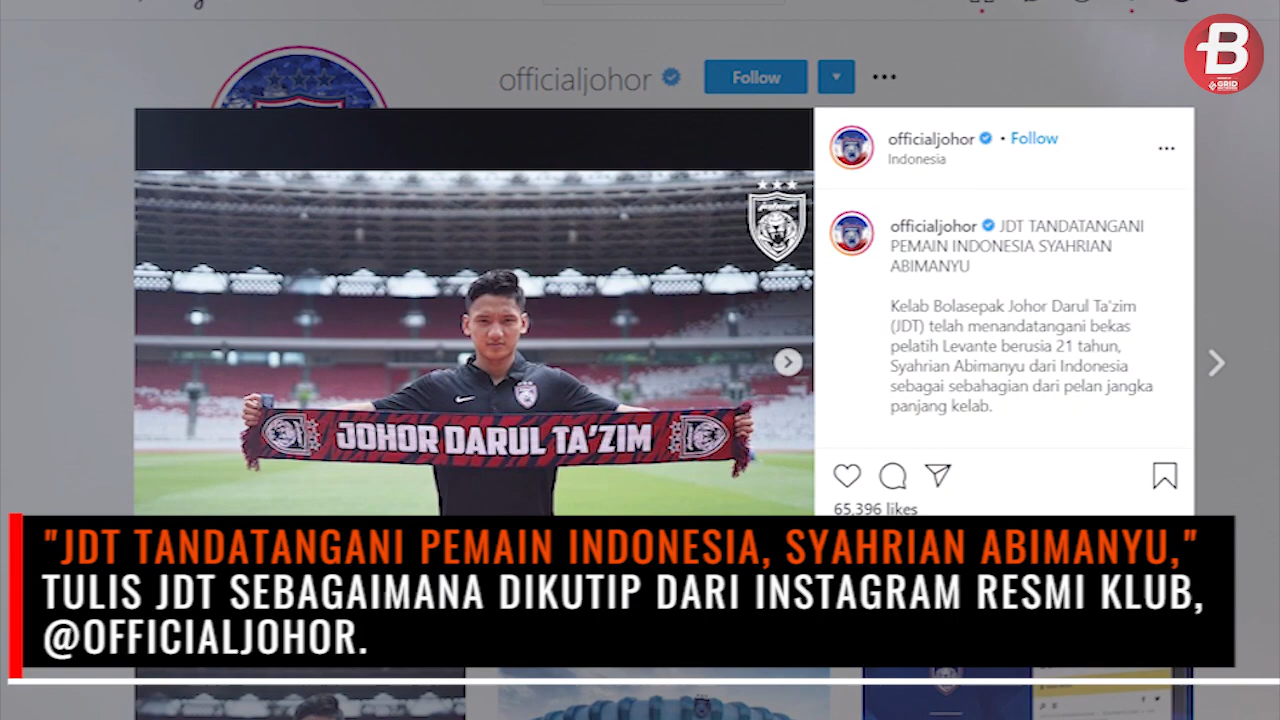 B
GRID
officialjohor
Follow
officialjohor • Follow
Indonesia
officialjohor JDT TANDATANGANI
PEMAIN INDONESIA SYAHRIAN
ABIMANYU
Kelab Bolasepak Johor Darul Ta'zim
(JDT) telah menandatangani bekas
pelatih Levante berusia 21 tahun,
Syahrian Abimanyu dari Indonesia
sebagai sebahagian dari pelan jangka
panjang kelab.
JOHOR DARUL TA'ZIM
65,396 likes
"JDT TANDATANGANI PEMAIN INDONESIA, SYAHRIAN ABIMANYU,"
TULIS JDT SEBAGAIMANA DIKUTIP DARI INSTAGRAM RESMI KLUB,
@OFFICIALJOHOR.